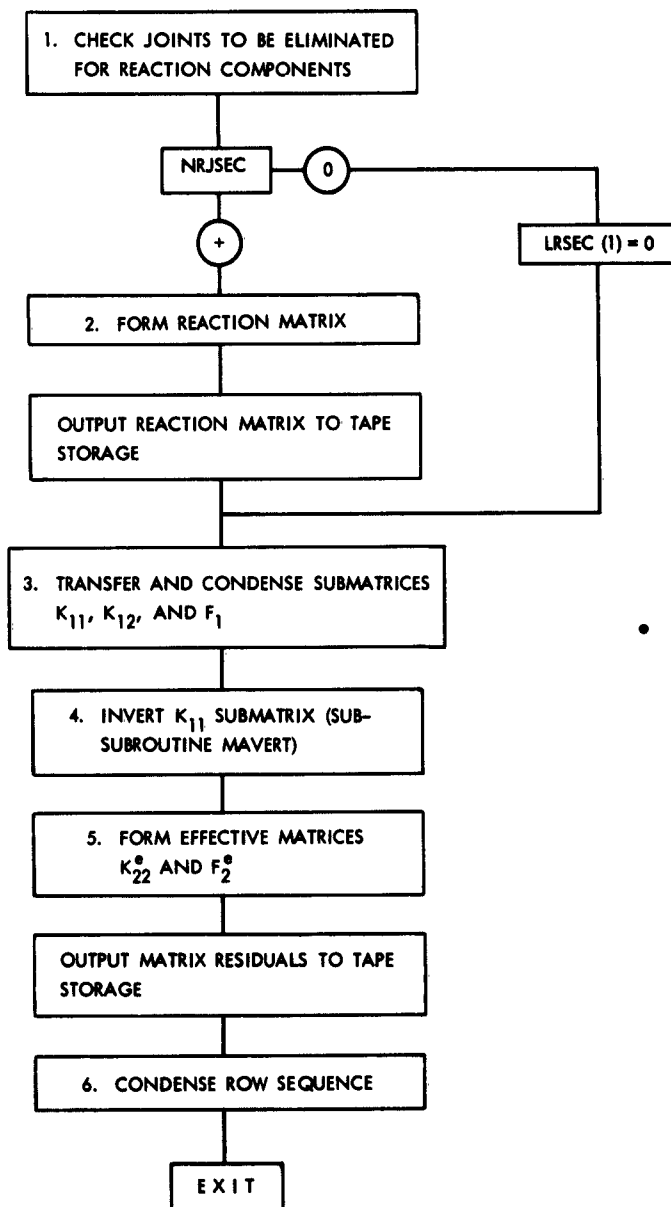 1. CHECK JOINTS TO BE ELIMINATED
FOR REACTION COMPONENTS
NRJSEC
0
LRSEC (1) = 0
+
2. FORM REACTION MATRIX
OUTPUT REACTION MATRIX TO TAPE
STORAGE
3. TRANSFER AND CONDENSE SUBMATRICES
K₁₁, K₁₂, AND F₁
4. INVERT K₁₁ SUBMATRIX (SUB-
SUBROUTINE MAVERT)
5. FORM EFFECTIVE MATRICES
K₂₂ᵉ AND F₂ᵉ
OUTPUT MATRIX RESIDUALS TO TAPE
STORAGE
6. CONDENSE ROW SEQUENCE
EXIT